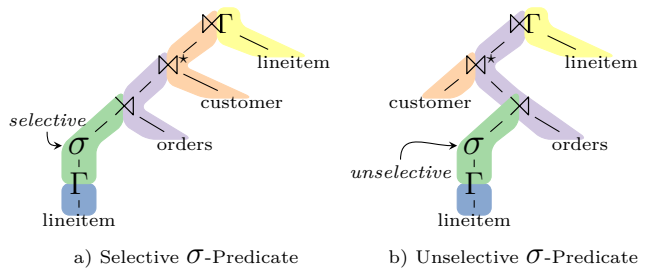 ⋈Γ ⋈Γ
lineitem lineitem
⋈* ⋈*
customer customer
selective ⋈ ⋈
σ orders σ orders
unselective
Γ Γ
lineitem lineitem
a) Selective σ-Predicate b) Unselective σ-Predicate